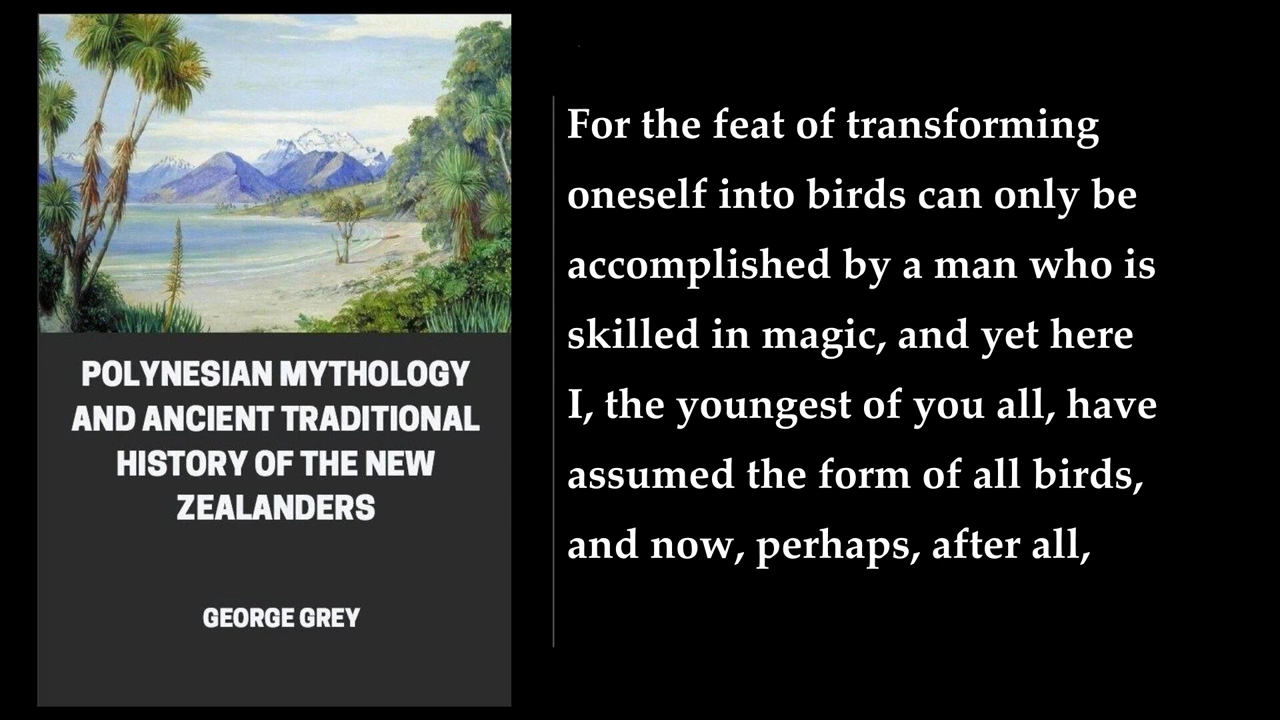 POLYNESIAN MYTHOLOGY
AND ANCIENT TRADITIONAL
HISTORY OF THE NEW
ZEALANDERS
GEORGE GREY
For the feat of transforming
oneself into birds can only be
accomplished by a man who is
skilled in magic, and yet here
I, the youngest of you all, have
assumed the form of all birds,
and now, perhaps, after all,